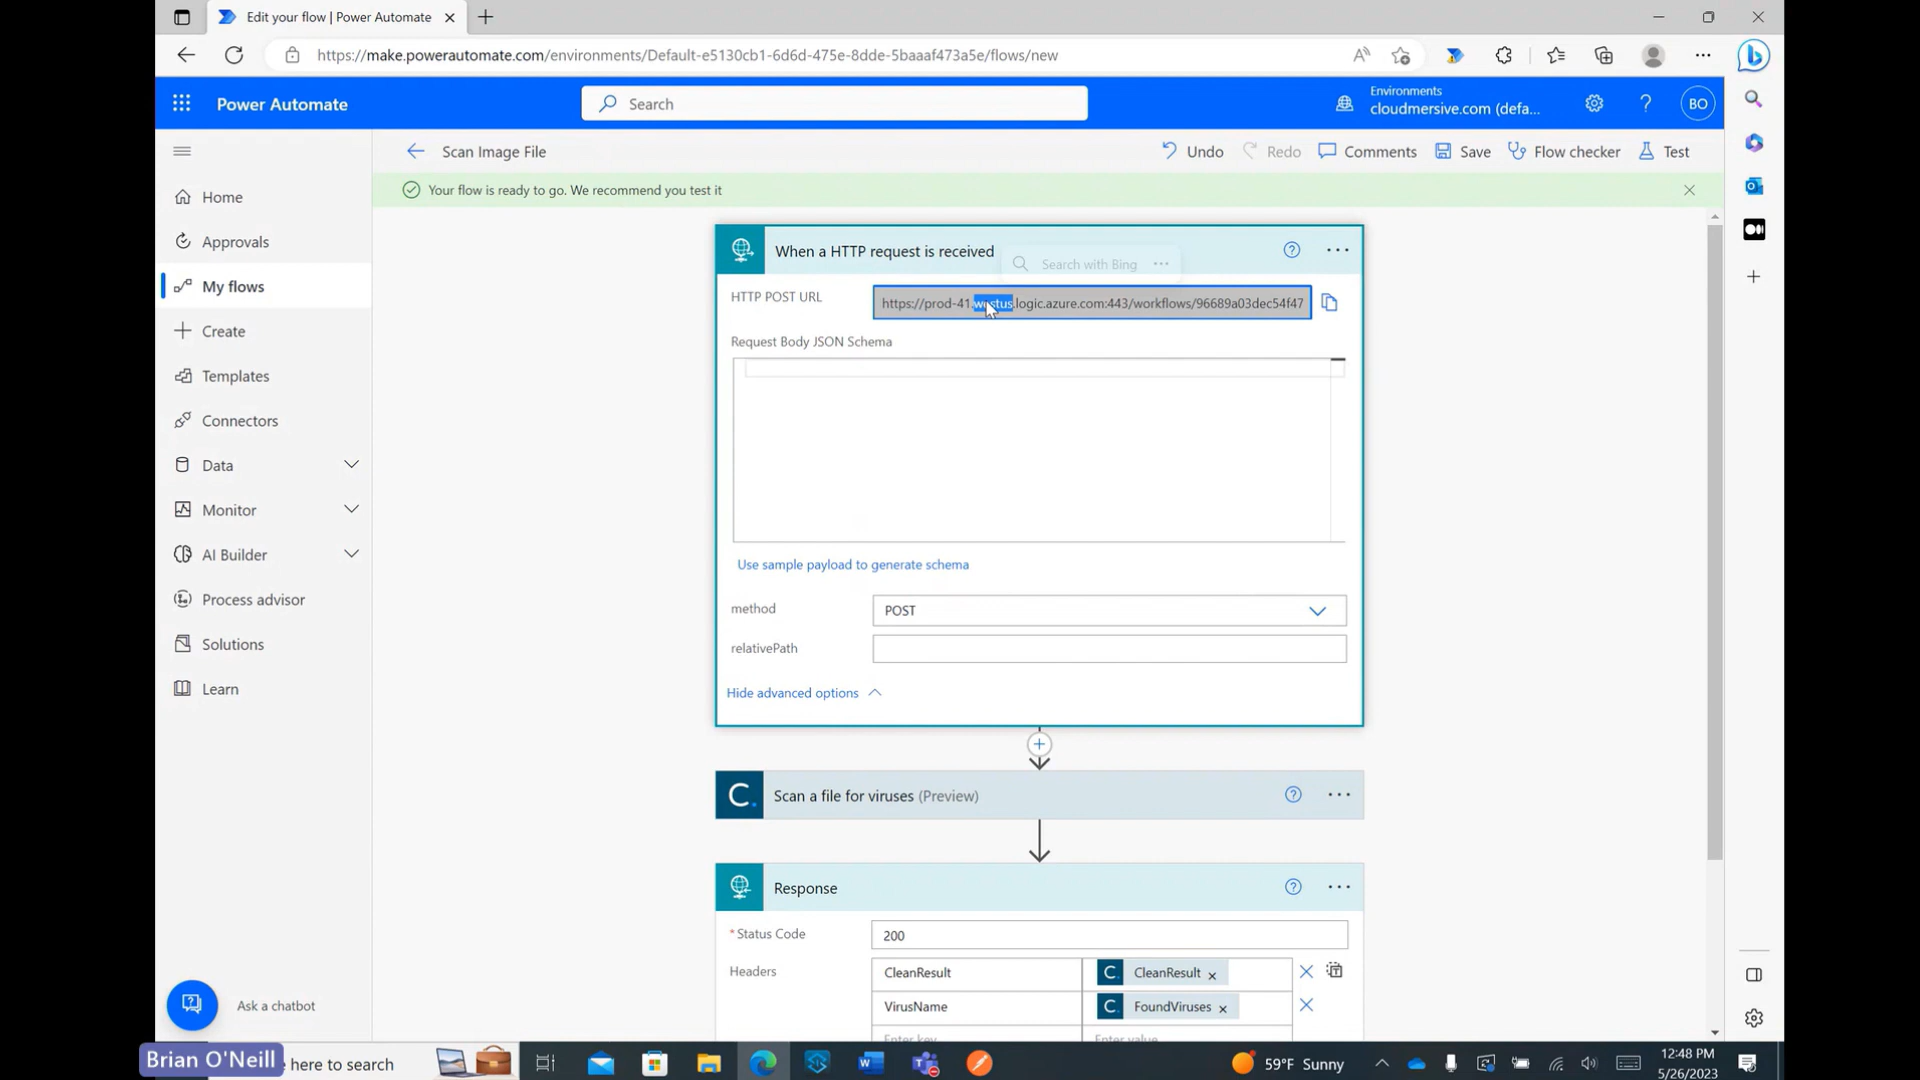 Edit your flow | Power Automate
https://make.powerautomate.com/environments/Default-e5130cb1-6d6d-475e-8dde-5baaaf473a5e/flows/new
Power Automate
Search
Environments
cloudmersive.com (defa...
BO
Scan Image File
Undo
Redo
Comments
Save
Flow checker
Test
Your flow is ready to go. We recommend you test it
Home
Approvals
My flows
Create
Templates
Connectors
Data
Monitor
AI Builder
Process advisor
Solutions
Learn
Ask a chatbot
When a HTTP request is received
Search with Bing
HTTP POST URL
https://prod-41.westus.logic.azure.com:443/workflows/96689a03dec54f47
Request Body JSON Schema
Use sample payload to generate schema
method
POST
relativePath
Hide advanced options
Scan a file for viruses (Preview)
Response
* Status Code
200
Headers
CleanResult
CleanResult
VirusName
FoundViruses
Enter key
Enter value
Brian O'Neill
here to search
59°F Sunny
12:48 PM
5/26/2023